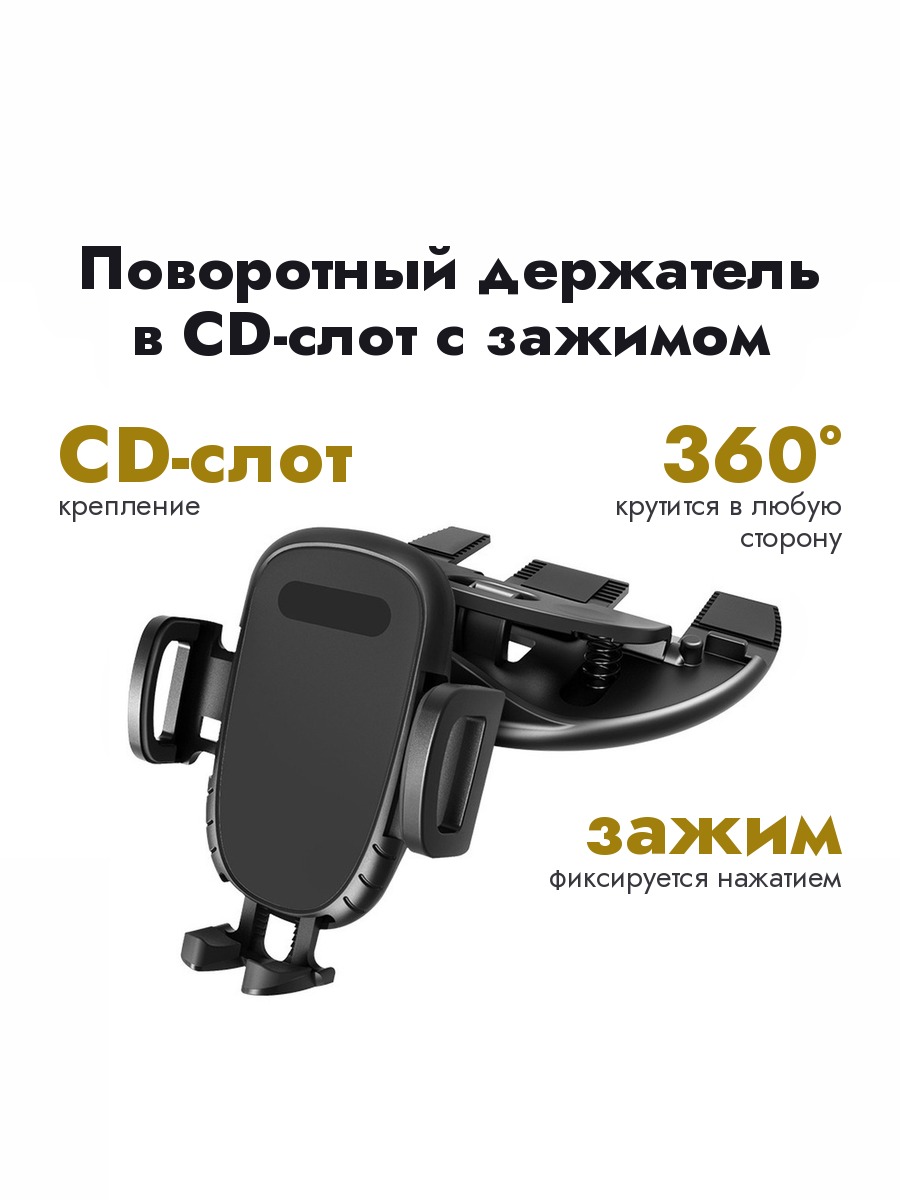 Поворотный держатель
в CD-слот с зажимом
CD-слот
крепление
360°
крутится в любую
сторону
зажим
фиксируется нажатием